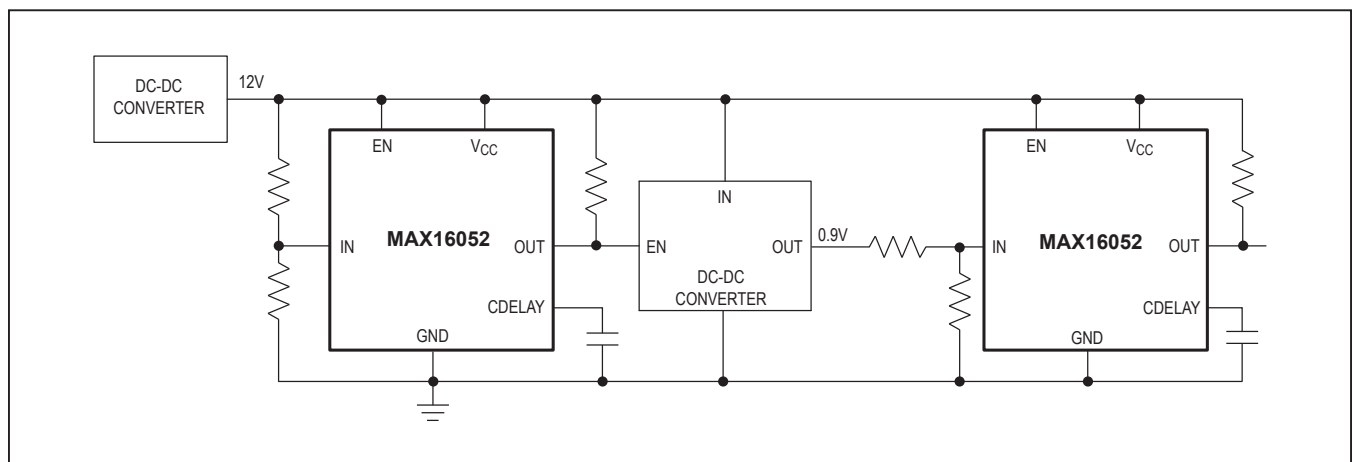 DC-DC
CONVERTER
12V
EN
VCC
IN
MAX16052
OUT
CDELAY
GND
IN
EN
OUT
DC-DC
CONVERTER
0.9V
EN
VCC
IN
MAX16052
OUT
CDELAY
GND